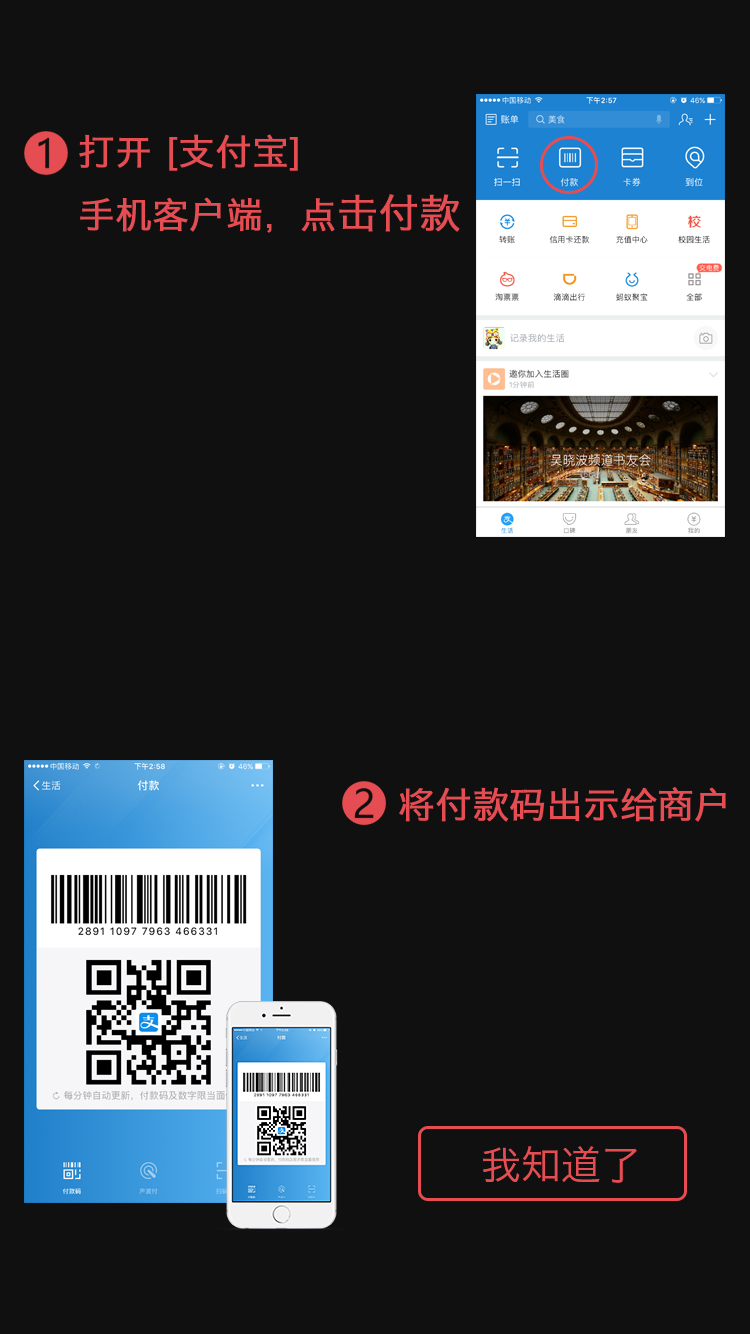 1 打开 [支付宝]
手机客户端，点击付款
中国移动 下午2:57 46%
账单 美食
扫一扫 付款 卡券 到位
转账 信用卡还款 充值中心 校 校园生活
交电费
淘票票 滴滴出行 蚂蚁聚宝 全部
记录我的生活
邀你加入生活圈
1分钟前
吴晓波频道书友会
支
生活 口碑 朋友 我的
中国移动 下午2:58 46%
生活 付款
2 将付款码出示给商户
2891 1097 7963 466331
支
每分钟自动更新，付款码及数字限当面
付款码 声波付
付款
2891 1097 7963 466331
我知道了